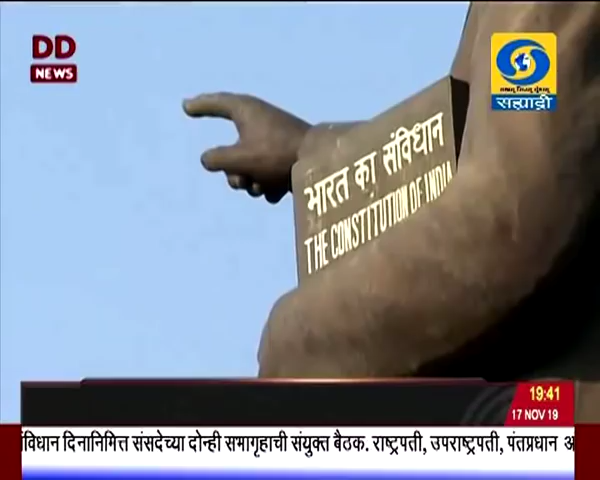 DD
NEWS
सह्याद्री
भारत का संविधान
THE CONSTITUTION OF INDIA
19:41
17 NOV 19
संविधान दिनानिमित्त संसदेच्या दोन्ही सभागृहाची संयुक्त बैठक. राष्ट्रपती, उपराष्ट्रपती, पंतप्रधान